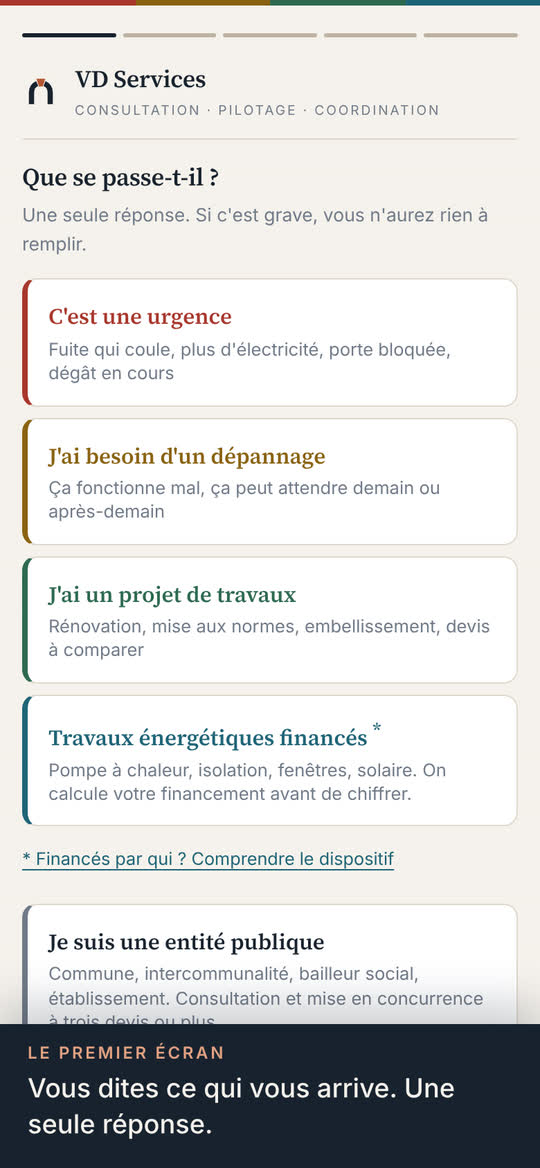 VD Services
CONSULTATION · PILOTAGE · COORDINATION
Que se passe-t-il ?
Une seule réponse. Si c'est grave, vous n'aurez rien à
remplir.
C'est une urgence
Fuite qui coule, plus d'électricité, porte bloquée,
dégât en cours
J'ai besoin d'un dépannage
Ça fonctionne mal, ça peut attendre demain ou
après-demain
J'ai un projet de travaux
Rénovation, mise aux normes, embellissement, devis
à comparer
Travaux énergétiques financés *
Pompe à chaleur, isolation, fenêtres, solaire. On
calcule votre financement avant de chiffrer.
* Financés par qui ? Comprendre le dispositif
Je suis une entité publique
Commune, intercommunalité, bailleur social,
établissement. Consultation et mise en concurrence
à trois devis ou plus
LE PREMIER ÉCRAN
Vous dites ce qui vous arrive. Une
seule réponse.